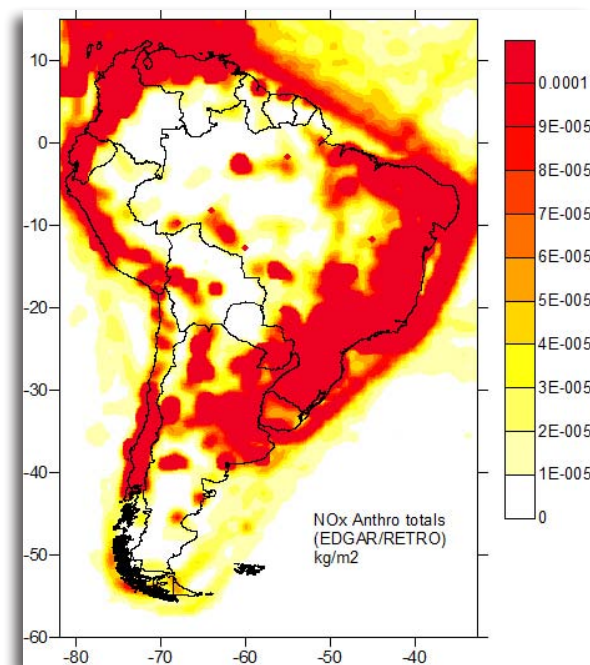 10
0
-10
-20
-30
-40
-50
-60
-80
-70
-60
-50
-40
0.0001
9E-005
8E-005
7E-005
6E-005
5E-005
4E-005
3E-005
2E-005
1E-005
0
NOx Anthro totals
(EDGAR/RETRO)
kg/m2